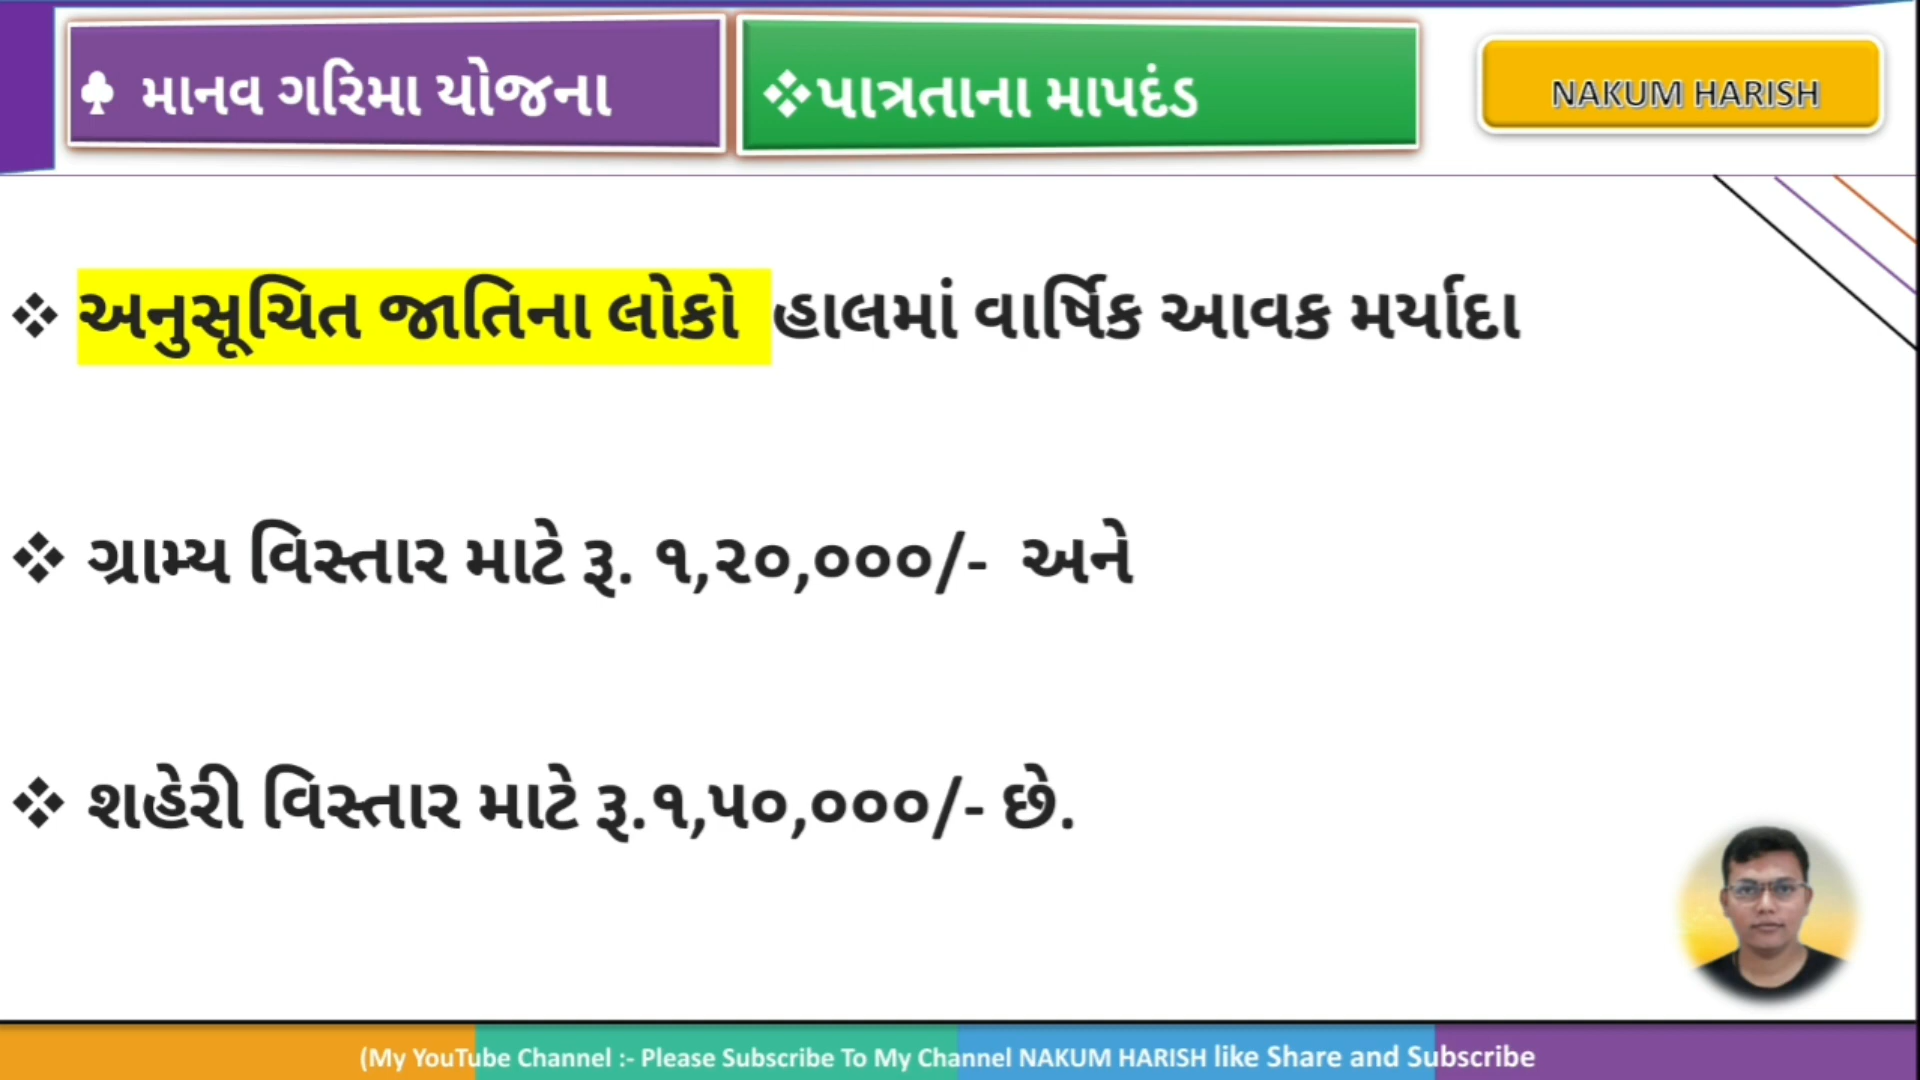 ♠ માનવ ગરિમા યોજના
❖પાત્રતાના માપદંડ
NAKUM HARISH
❖ અનુસૂચિત જાતિના લોકો હાલમાં વાર્ષિક આવક મર્યાદા
❖ ગ્રામ્ય વિસ્તાર માટે રૂ. ૧,૨૦,૦૦૦/- અને
❖ શહેરી વિસ્તાર માટે રૂ.૧,૫૦,૦૦૦/- છે.
(My YouTube Channel :- Please Subscribe To My Channel NAKUM HARISH like Share and Subscribe